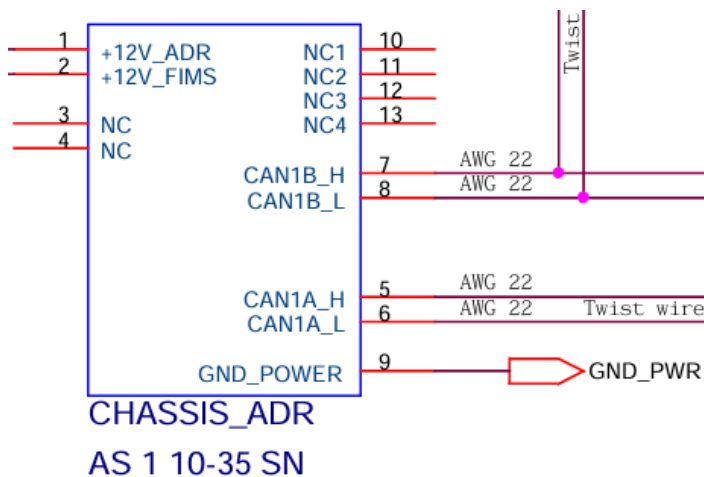 1 +12V_ADR NC1 10
2 +12V_FIMS NC2 11
NC3 12
3 NC NC4 13
4 NC
Twist
CAN1B_H 7 AWG 22
CAN1B_L 8 AWG 22
CAN1A_H 5 AWG 22
CAN1A_L 6 AWG 22 Twist wire
GND_POWER 9 GND_PWR
CHASSIS_ADR
AS 1 10-35 SN